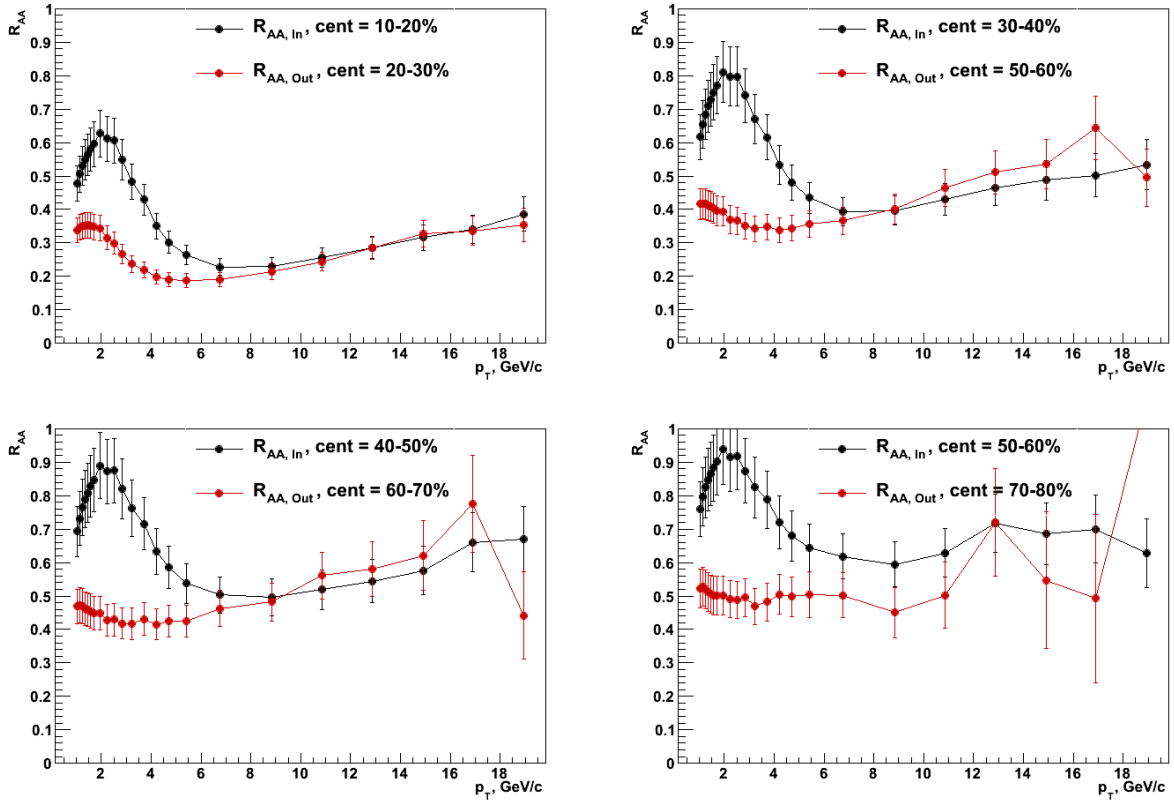 R_AA
R_AA, In , cent = 10-20%
R_AA, Out , cent = 20-30%
1
0.9
0.8
0.7
0.6
0.5
0.4
0.3
0.2
0.1
0
2 4 6 8 10 12 14 16 18
p_T, GeV/c
R_AA
R_AA, In , cent = 30-40%
R_AA, Out , cent = 50-60%
1
0.9
0.8
0.7
0.6
0.5
0.4
0.3
0.2
0.1
0
2 4 6 8 10 12 14 16 18
p_T, GeV/c
R_AA
R_AA, In , cent = 40-50%
R_AA, Out , cent = 60-70%
1
0.9
0.8
0.7
0.6
0.5
0.4
0.3
0.2
0.1
0
2 4 6 8 10 12 14 16 18
p_T, GeV/c
R_AA
R_AA, In , cent = 50-60%
R_AA, Out , cent = 70-80%
1
0.9
0.8
0.7
0.6
0.5
0.4
0.3
0.2
0.1
0
2 4 6 8 10 12 14 16 18
p_T, GeV/c